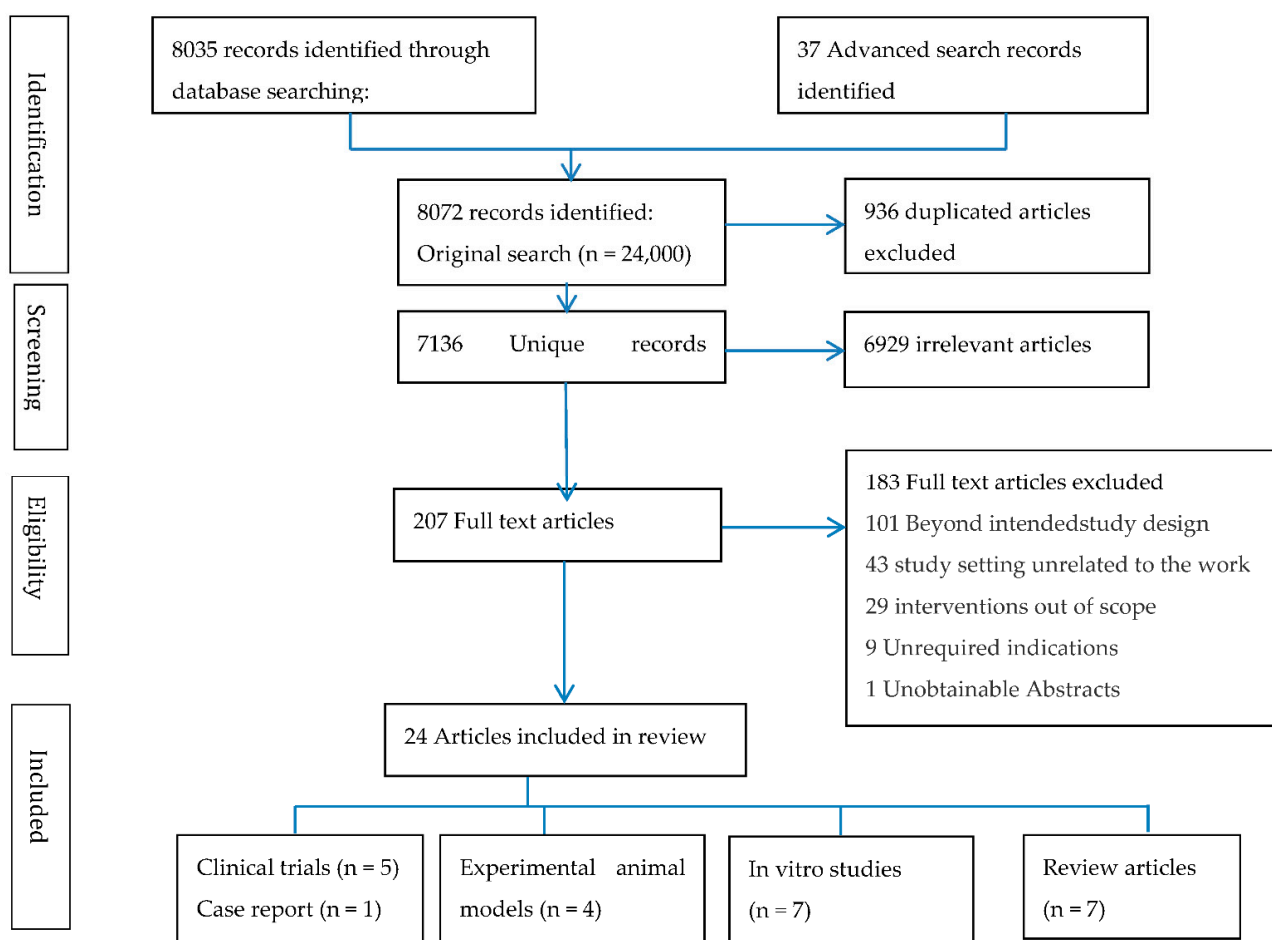 Identification
8035 records identified through
database searching:
37 Advanced search records
identified
8072 records identified:
Original search (n = 24,000)
936 duplicated articles
excluded
Screening
7136 Unique records
6929 irrelevant articles
Eligibility
207 Full text articles
183 Full text articles excluded
101 Beyond intendedstudy design
43 study setting unrelated to the work
29 interventions out of scope
9 Unrequired indications
1 Unobtainable Abstracts
Included
24 Articles included in review
Clinical trials (n = 5)
Case report (n = 1)
Experimental animal
models (n = 4)
In vitro studies
(n = 7)
Review articles
(n = 7)